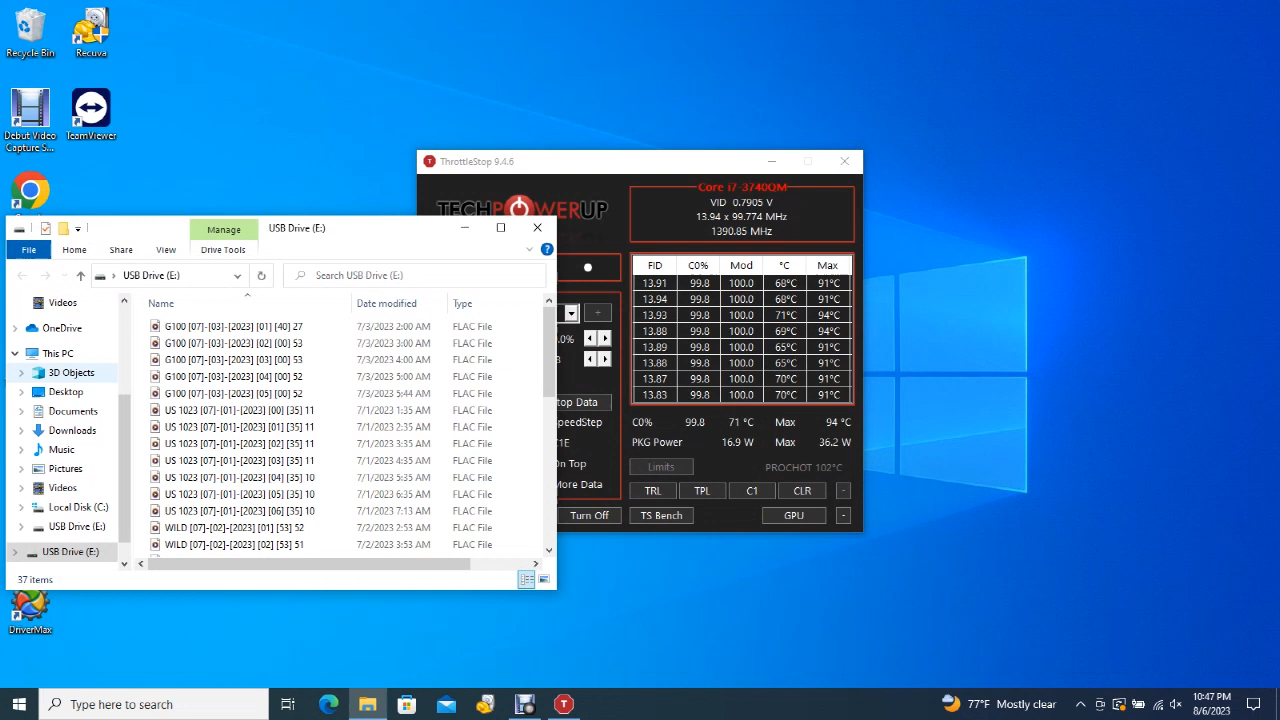 Recycle Bin
Recuva
Debut Video
Capture S...
TeamViewer
ThrottleStop 9.4.6
TECHPOWERUP
Core i7-3740QM
VID 0.7905 V
13.94 x 99.774 MHz
1390.85 MHz
FID C0% Mod °C Max
13.91 99.8 100.0 68°C 91°C
13.94 99.8 100.0 68°C 91°C
13.93 99.8 100.0 71°C 94°C
13.88 99.8 100.0 69°C 94°C
13.89 99.8 100.0 65°C 91°C
13.88 99.8 100.0 65°C 91°C
13.87 99.8 100.0 70°C 91°C
13.83 99.8 100.0 70°C 91°C
C0% 99.8 71 °C Max 94 °C
PKG Power 16.9 W Max 36.2 W
Limits PROCHOT 102°C
TRL TPL C1 CLR -
Turn Off TS Bench GPU -
.0%
8
top Data
peedStep
C1E
On Top
More Data
Manage USB Drive (E:)
File Home Share View Drive Tools
USB Drive (E:) Search USB Drive (E:)
Videos
OneDrive
This PC
3D Objects
Desktop
Documents
Downloads
Music
Pictures
Videos
Local Disk (C:)
USB Drive (E:)
USB Drive (E:)
Name Date modified Type
G100 [07]-[03]-[2023] [01] [40] 27 7/3/2023 2:00 AM FLAC File
G100 [07]-[03]-[2023] [02] [00] 53 7/3/2023 3:00 AM FLAC File
G100 [07]-[03]-[2023] [03] [00] 53 7/3/2023 4:00 AM FLAC File
G100 [07]-[03]-[2023] [04] [00] 52 7/3/2023 5:00 AM FLAC File
G100 [07]-[03]-[2023] [05] [00] 52 7/3/2023 5:44 AM FLAC File
US 1023 [07]-[01]-[2023] [00] [35] 11 7/1/2023 1:35 AM FLAC File
US 1023 [07]-[01]-[2023] [01] [35] 11 7/1/2023 2:35 AM FLAC File
US 1023 [07]-[01]-[2023] [02] [35] 11 7/1/2023 3:35 AM FLAC File
US 1023 [07]-[01]-[2023] [03] [35] 11 7/1/2023 4:35 AM FLAC File
US 1023 [07]-[01]-[2023] [04] [35] 10 7/1/2023 5:35 AM FLAC File
US 1023 [07]-[01]-[2023] [05] [35] 10 7/1/2023 6:35 AM FLAC File
US 1023 [07]-[01]-[2023] [06] [35] 10 7/1/2023 7:13 AM FLAC File
WILD [07]-[02]-[2023] [01] [53] 52 7/2/2023 2:53 AM FLAC File
WILD [07]-[02]-[2023] [02] [53] 51 7/2/2023 3:53 AM FLAC File
37 items
DriverMax
Type here to search
77°F Mostly clear
10:47 PM
8/6/2023